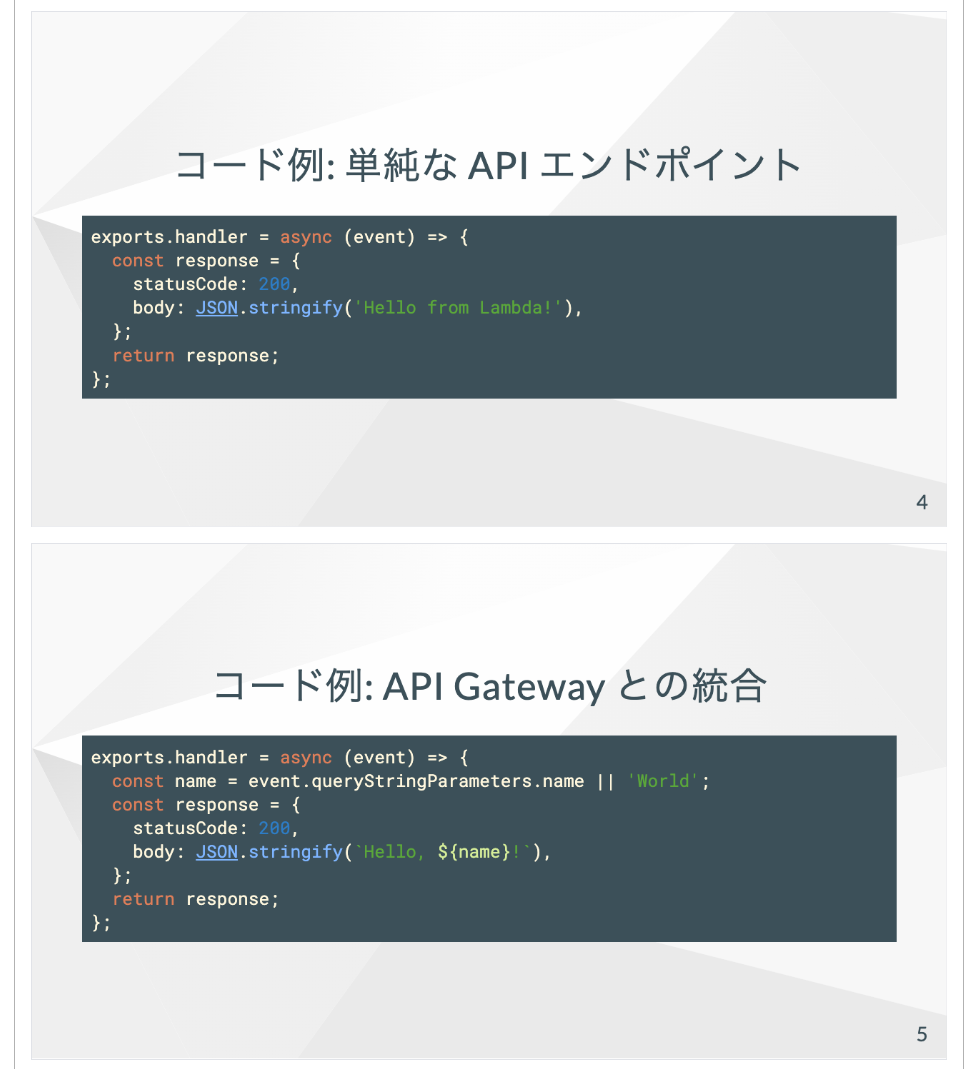 コード例: 単純な API エンドポイント
exports.handler = async (event) => {
  const response = {
    statusCode: 200,
    body: JSON.stringify('Hello from Lambda!'),
  };
  return response;
};
4
コード例: API Gateway との統合
exports.handler = async (event) => {
  const name = event.queryStringParameters.name || 'World';
  const response = {
    statusCode: 200,
    body: JSON.stringify(`Hello, ${name}!`),
  };
  return response;
};
5